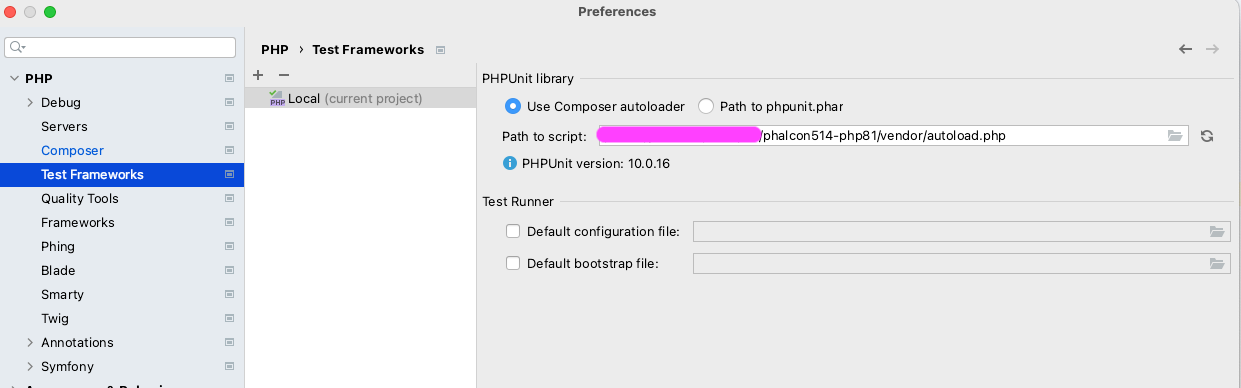 Preferences
PHP › Test Frameworks
PHP
Debug
Servers
Composer
Test Frameworks
Quality Tools
Frameworks
Phing
Blade
Smarty
Twig
Annotations
Symfony
PHP Local (current project)
PHPUnit library
Use Composer autoloader Path to phpunit.phar
Path to script: /phalcon514-php81/vendor/autoload.php
PHPUnit version: 10.0.16
Test Runner
Default configuration file:
Default bootstrap file: